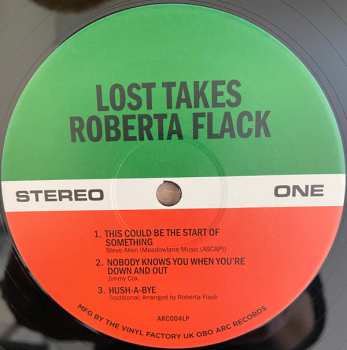 LOST TAKES
ROBERTA FLACK
STEREO
ONE
1. THIS COULD BE THE START OF
SOMETHING
Steve Allen (Meadowlane Music (ASCAP))
2. NOBODY KNOWS YOU WHEN YOU'RE
DOWN AND OUT
Jimmy Cox
3. HUSH-A-BYE
Traditional, Arranged by Roberta Flack
ARC004LP
MFG BY THE VINYL FACTORY UK OBO ARC RECORDS